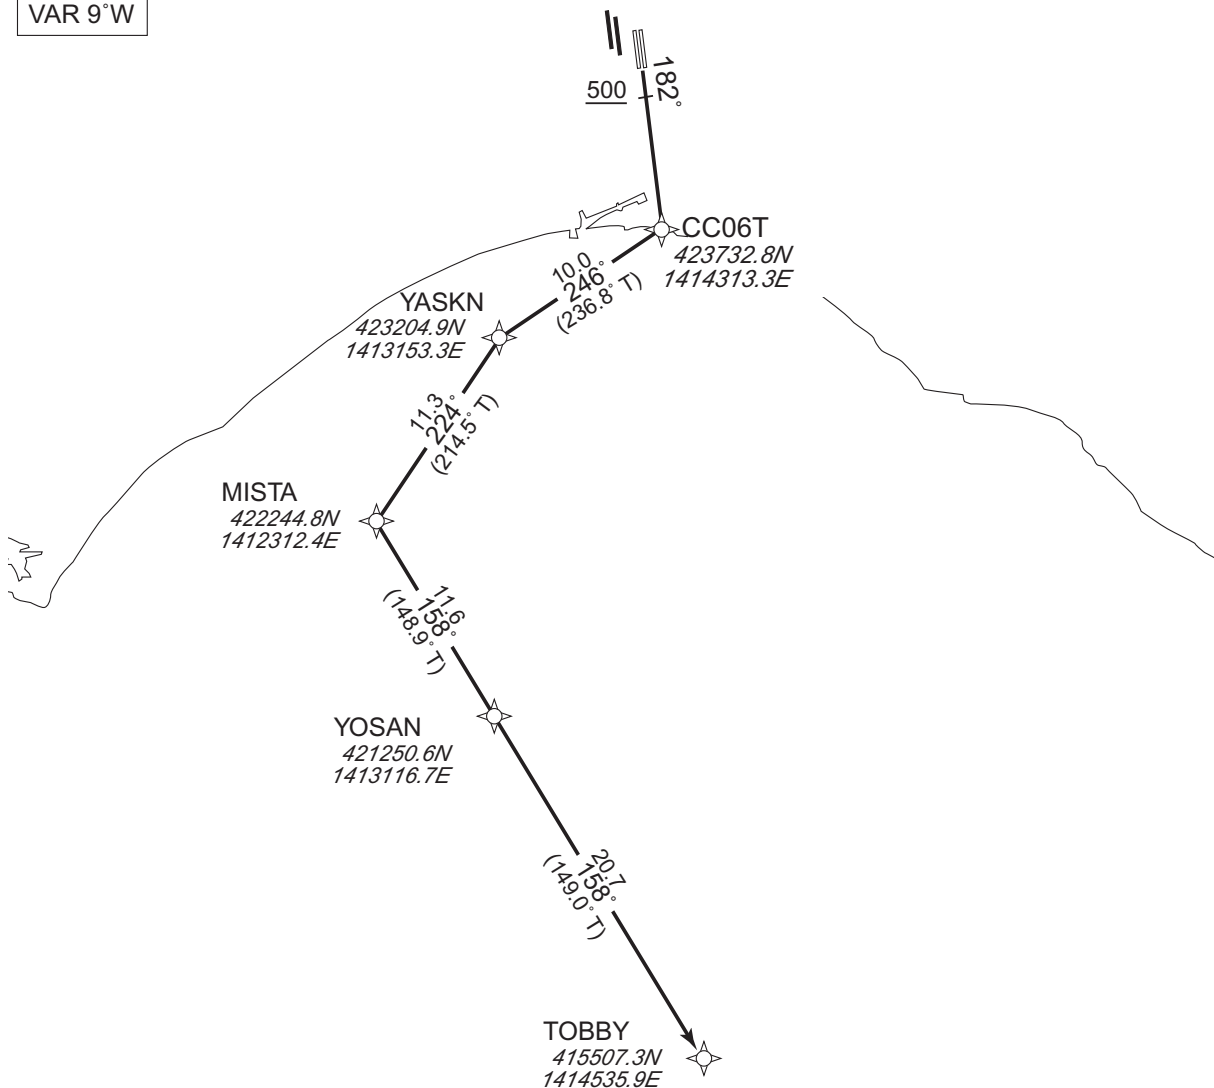 VAR 9˚W
182˚
500
CC06T
423732.8N
1414313.3E
10.0
246˚
(236.8˚ T)
YASKN
423204.9N
1413153.3E
11.3
224˚
(214.5˚ T)
MISTA
422244.8N
1412312.4E
11.6
158˚
(148.9˚ T)
YOSAN
421250.6N
1413116.7E
20.7
158˚
(149.0˚ T)
TOBBY
415507.3N
1414535.9E